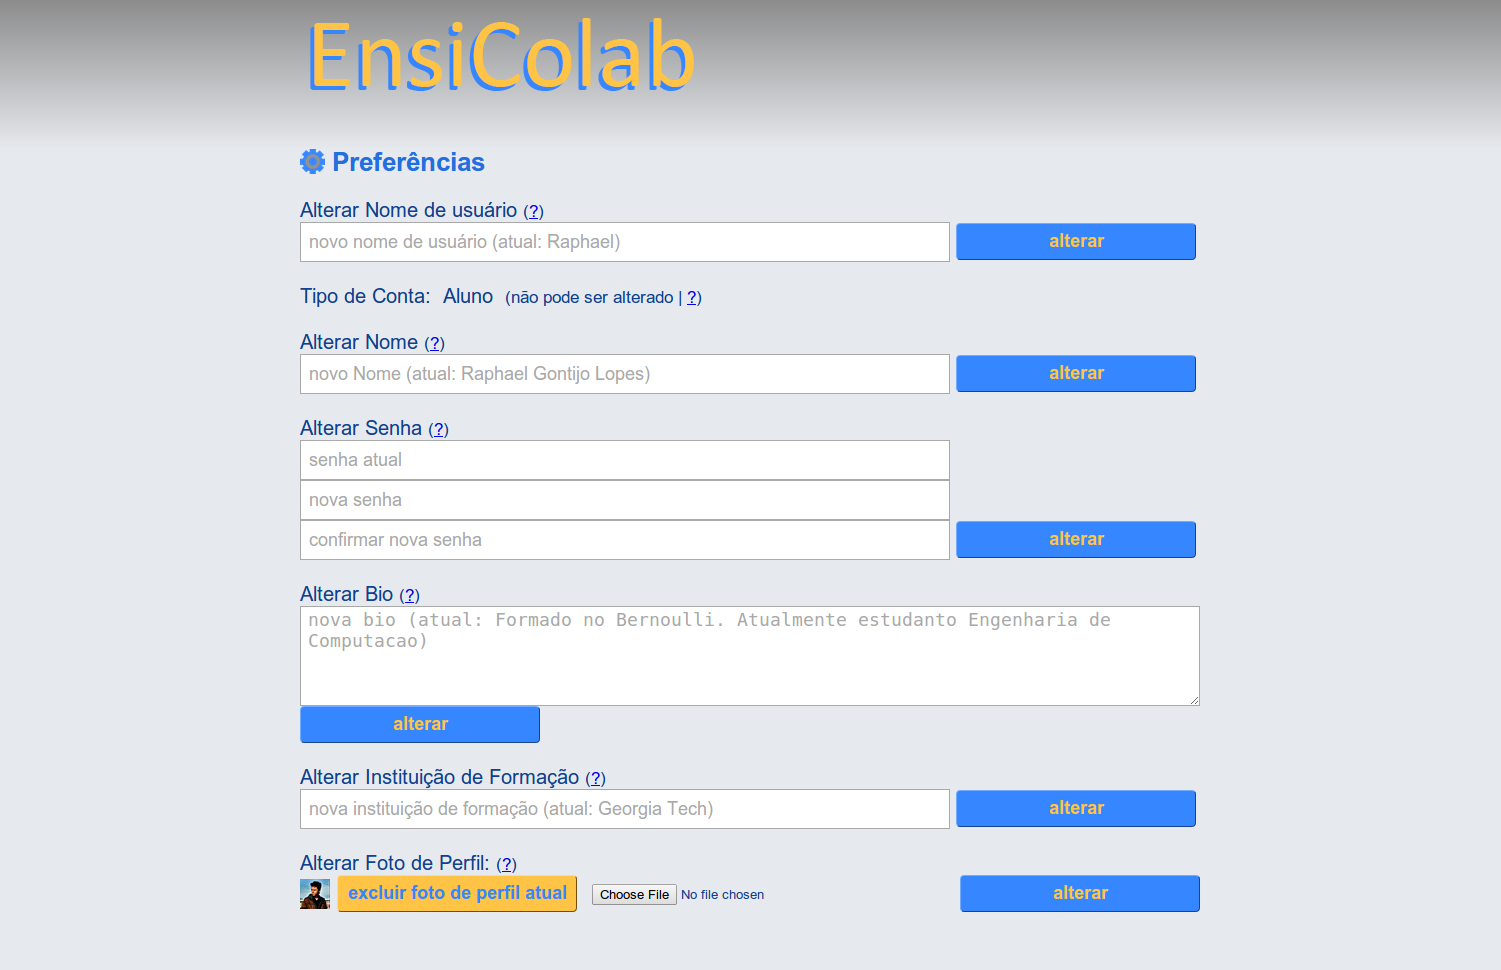 EnsiColab
Preferências
Alterar Nome de usuário (?)
novo nome de usuário (atual: Raphael)
alterar
Tipo de Conta: Aluno (não pode ser alterado | ?)
Alterar Nome (?)
novo Nome (atual: Raphael Gontijo Lopes)
alterar
Alterar Senha (?)
senha atual
nova senha
confirmar nova senha
alterar
Alterar Bio (?)
nova bio (atual: Formado no Bernoulli. Atualmente estudanto Engenharia de
Computacao)
alterar
Alterar Instituição de Formação (?)
nova instituição de formação (atual: Georgia Tech)
alterar
Alterar Foto de Perfil: (?)
excluir foto de perfil atual
Choose File No file chosen
alterar